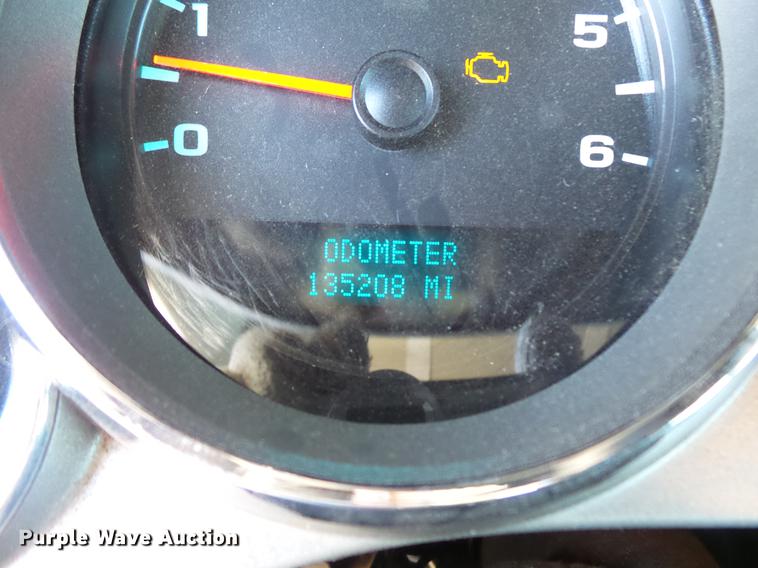 1
5
0
6
ODOMETER
135208 MI
Purple Wave Auction